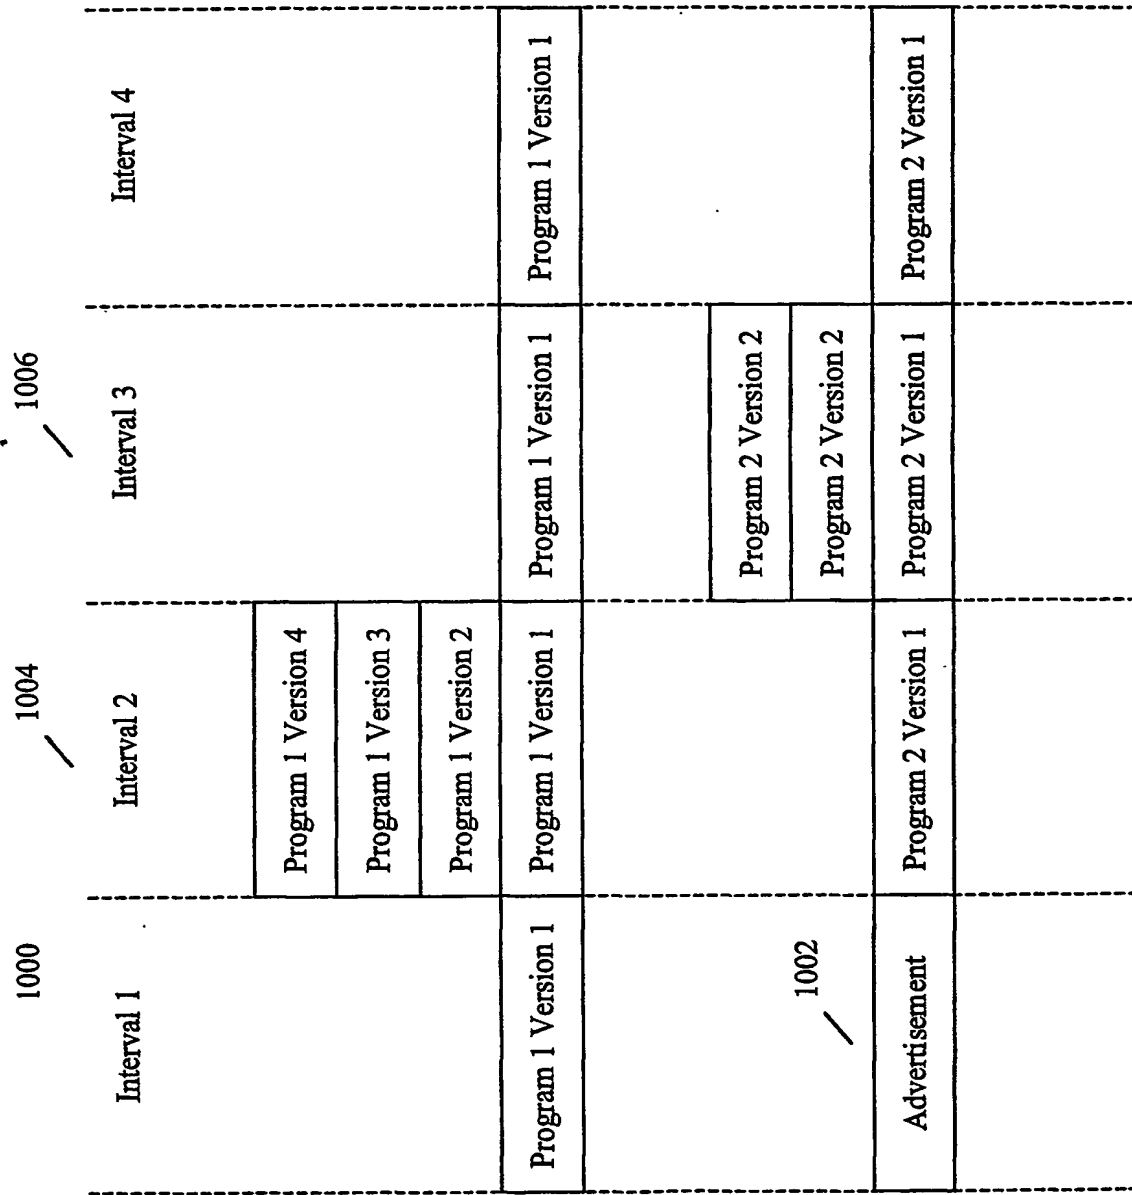 1000
1004
1006
Interval 1
Interval 2
Interval 3
Interval 4
Program 1 Version 4
Program 1 Version 3
Program 1 Version 2
Program 1 Version 1
Program 1 Version 1
Program 1 Version 1
Program 1 Version 1
Program 2 Version 2
1002
Program 2 Version 2
Advertisement
Program 2 Version 1
Program 2 Version 1
Program 2 Version 1